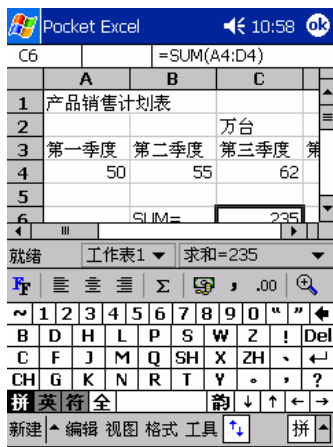 Pocket Excel 10:58 ok
C6 =SUM(A4:D4)
A B C
1 产品销售计划表
2 万台
3 第一季度 第二季度 第三季度 第
4 50 55 62
5
6 SUM= 235
就绪 工作表1 求和=235
FF Σ , .00
~ 1 2 3 4 5 6 7 8 9 0 “ ”
B D H L P S W Z ! Del
C F J M Q SH X ZH 、
CH G K N R T Y 。 , ?
拼 英 符 全 韵 ↓ ↑ ← →
新建 编辑 视图 格式 工具 拼